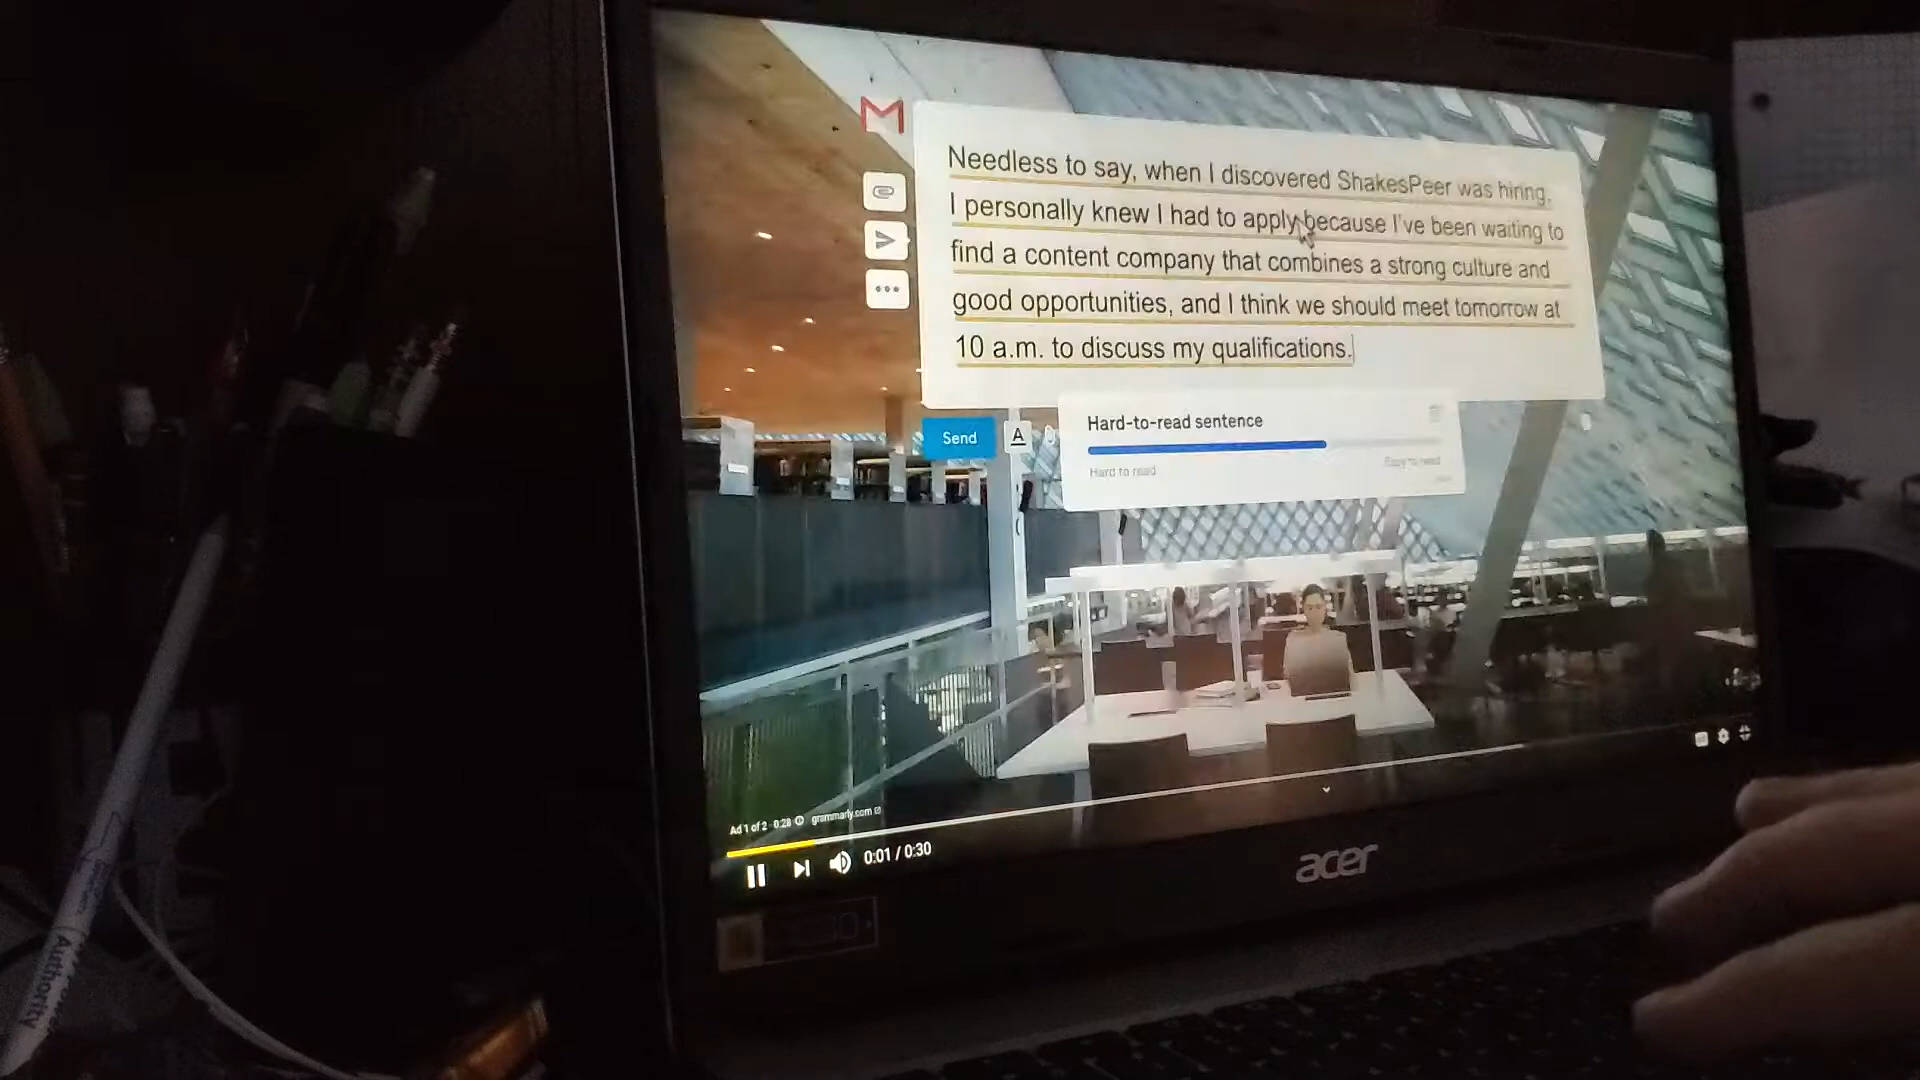 Needless to say, when I discovered ShakesPeer was hiring,
I personally knew I had to apply because I've been waiting to
find a content company that combines a strong culture and
good opportunities, and I think we should meet tomorrow at
10 a.m. to discuss my qualifications.
Send
A
Hard-to-read sentence
Hard to read
Easy to read
Ad 1 of 2 · 0:28
grammarly.com
0:01 / 0:30
acer
Authority